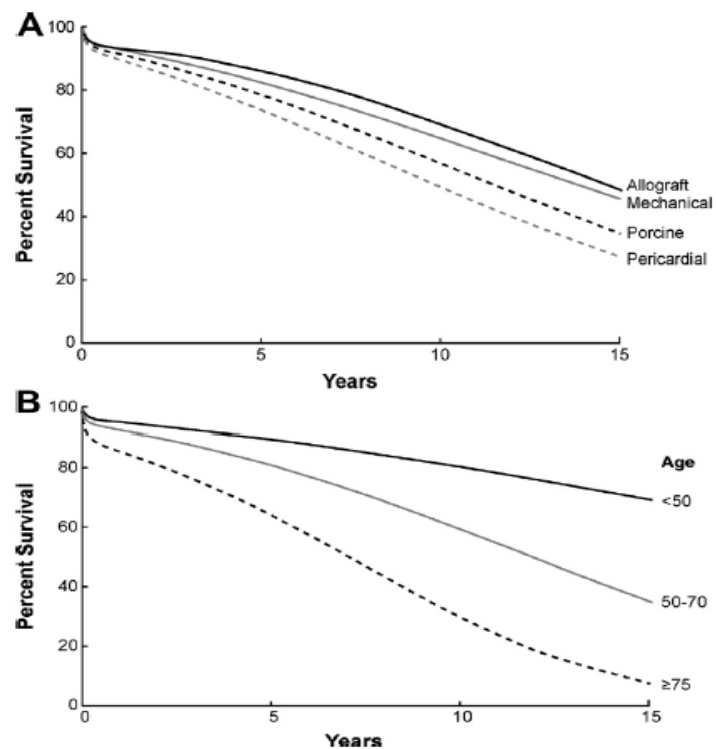 A
100
80
60
40
20
0
Percent Survival
Allograft
Mechanical
Porcine
Pericardial
0 5 10 15
Years
B
100
80
60
40
20
0
Percent Survival
Age
<50
50-70
≥75
0 5 10 15
Years